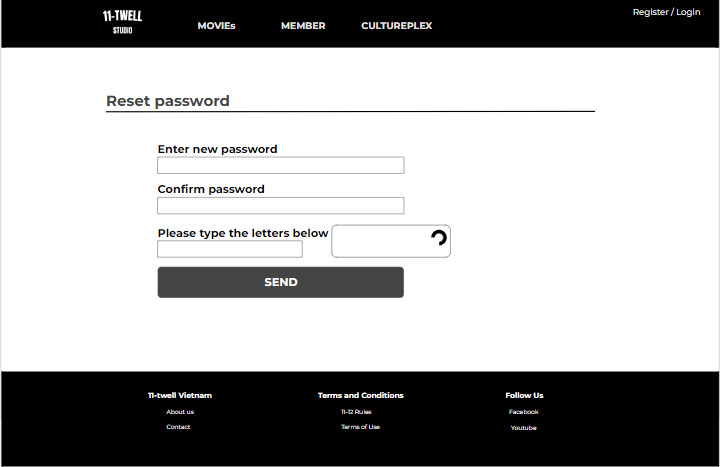 11-TWELL
STUDIO
MOVIEs
MEMBER
CULTUREPLEX
Register / Login
Reset password
Enter new password
Confirm password
Please type the letters below
SEND
11-twell Vietnam
Terms and Conditions
Follow Us
About us
11-12 Rules
Facebook
Contact
Terms of Use
Youtube